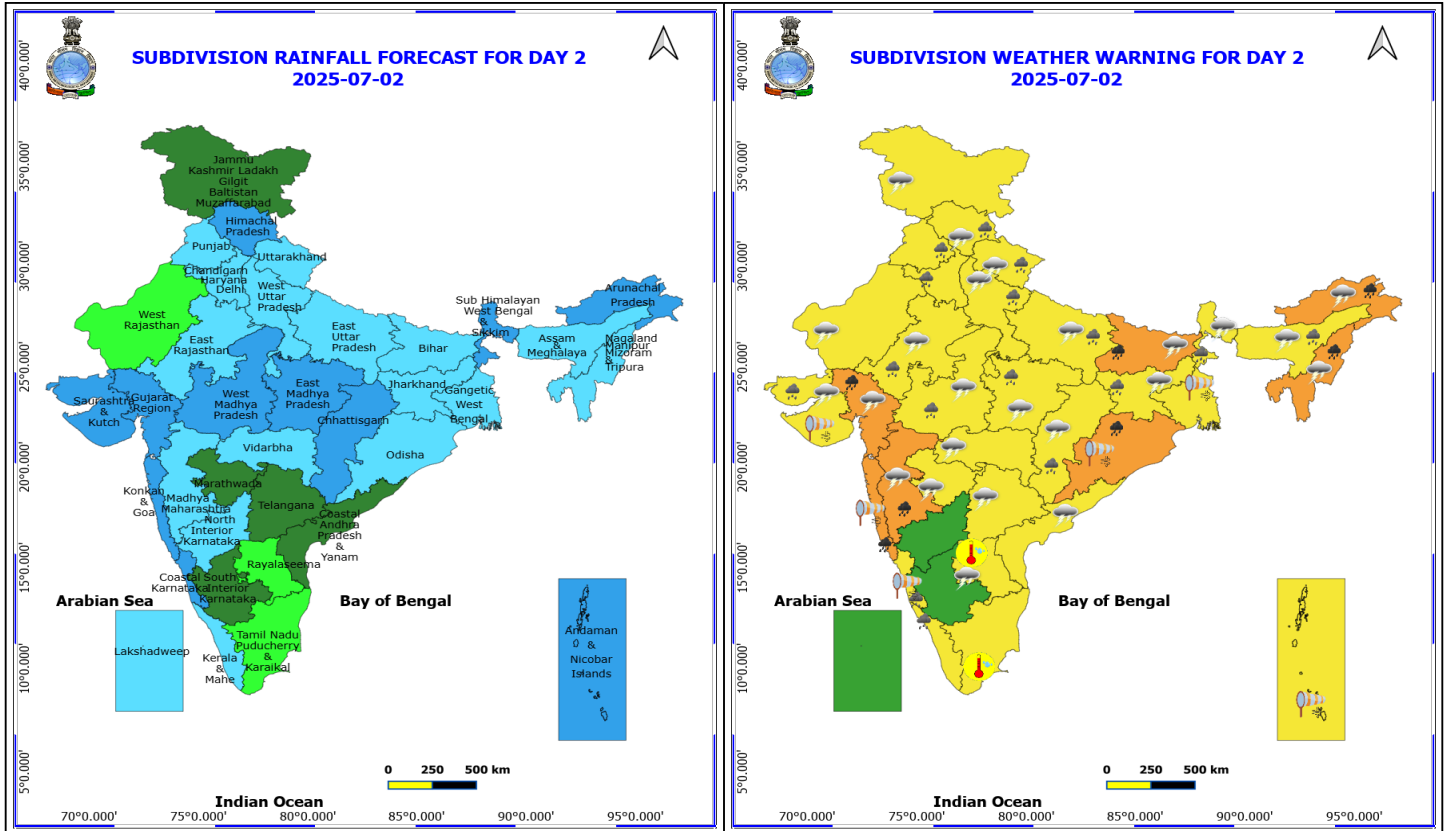 SUBDIVISION RAINFALL FORECAST FOR DAY 2
2025-07-02
40°0.000'
35°0.000'
30°0.000'
25°0.000'
20°0.000'
15°0.000'
10°0.000'
5°0.000'
Jammu
Kashmir Ladakh
Gilgit
Baltistan
Muzaffarabad
Himachal
Pradesh
Punjab
Uttarakhand
Chandigarh
Haryana
Delhi
West
Uttar
Pradesh
West
Rajasthan
East
Rajasthan
East
Uttar
Pradesh
Bihar
Sub Himalayan
West Bengal
&
Sikkim
Arunachal
Pradesh
Assam
&
Meghalaya
Nagaland
Manipur
Mizoram
&
Tripura
Jharkhand
Gangetic
West
Bengal
Saurashtra
&
Kutch
Gujarat
Region
West
Madhya
Pradesh
East
Madhya
Pradesh
Chhattisgarh
Vidarbha
Odisha
Konkan
&
Goa
Madhya
Maharashtra
Marathwada
Telangana
North
Interior
Karnataka
Coastal
Andhra
Pradesh
&
Yanam
Rayalaseema
Coastal
Karnataka
South
Interior
Karnataka
Arabian Sea
Bay of Bengal
Lakshadweep
Kerala
&
Mahe
Tamil Nadu
Puducherry
&
Karaikal
Andaman
&
Nicobar
Islands
0 250 500 km
Indian Ocean
70°0.000' 75°0.000' 80°0.000' 85°0.000' 90°0.000' 95°0.000'
SUBDIVISION WEATHER WARNING FOR DAY 2
2025-07-02
40°0.000'
35°0.000'
30°0.000'
25°0.000'
20°0.000'
15°0.000'
10°0.000'
5°0.000'
Arabian Sea
Bay of Bengal
0 250 500 km
Indian Ocean
70°0.000' 75°0.000' 80°0.000' 85°0.000' 90°0.000' 95°0.000'